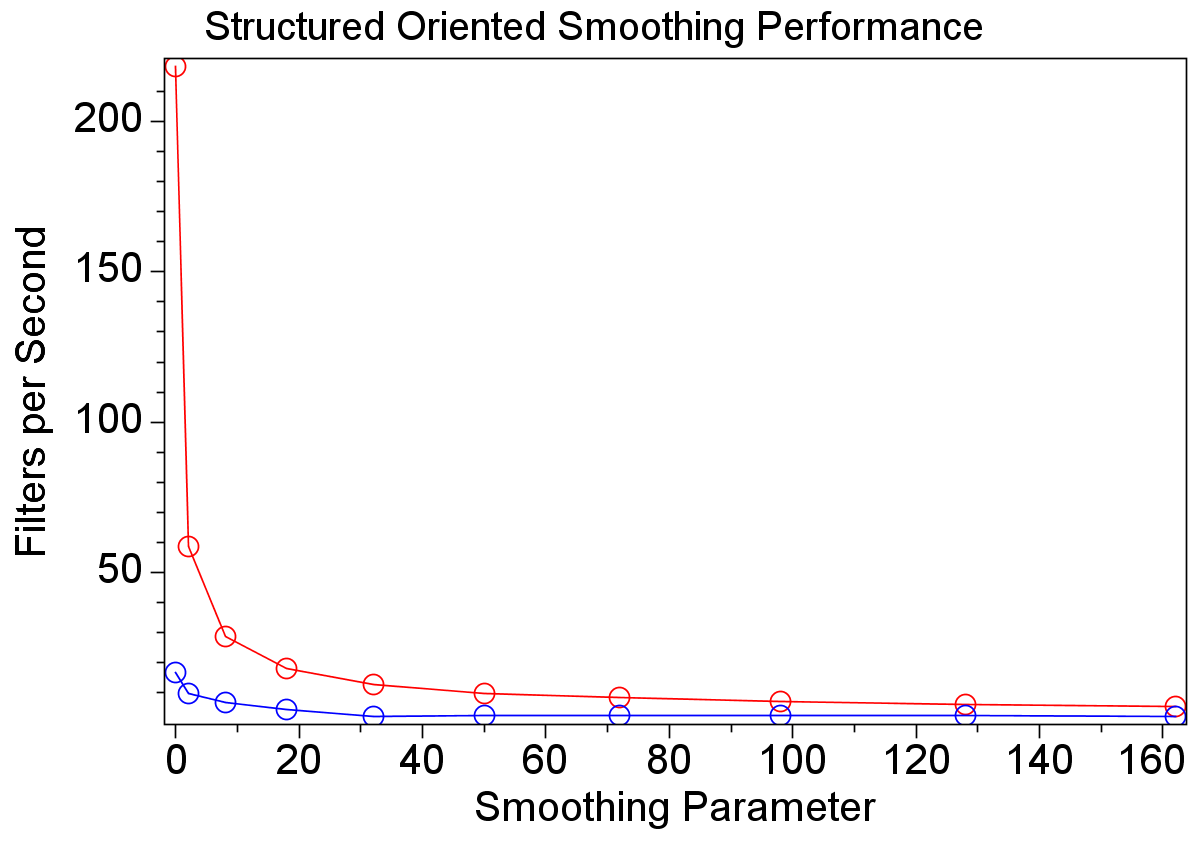 Structured Oriented Smoothing Performance
Filters per Second
200
150
100
50
0 20 40 60 80 100 120 140 160
Smoothing Parameter